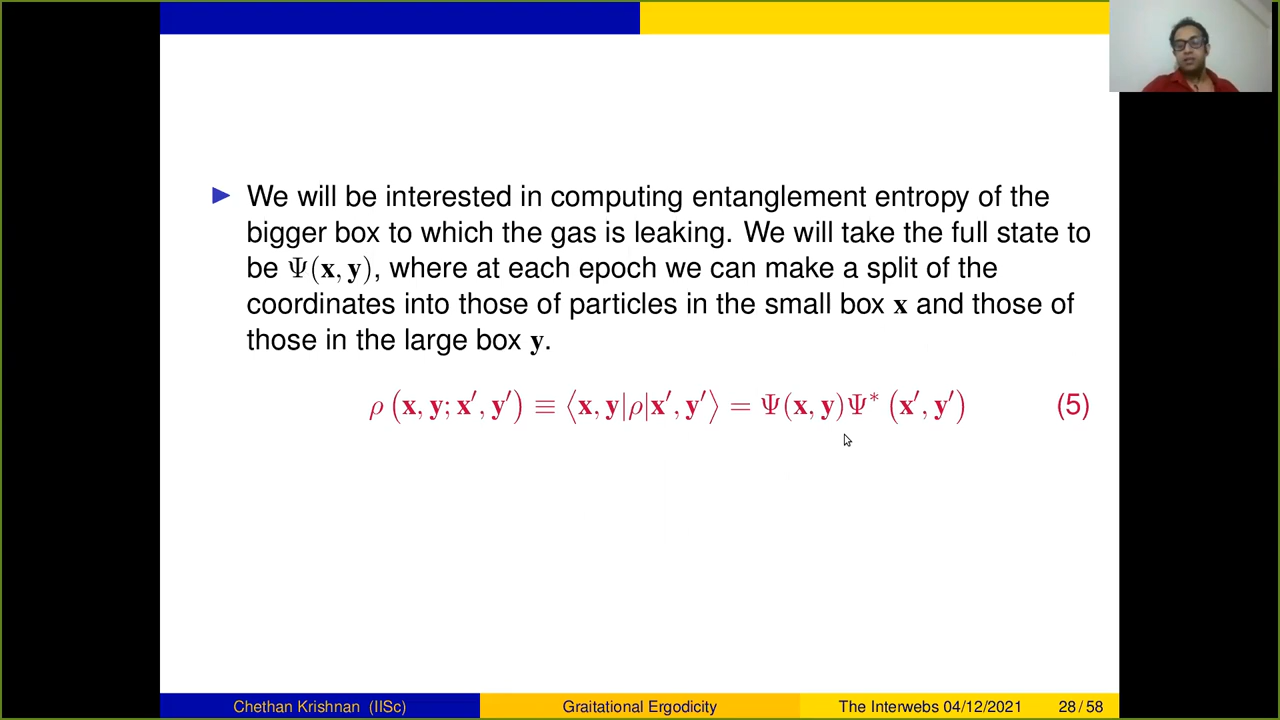 We will be interested in computing entanglement entropy of the
bigger box to which the gas is leaking. We will take the full state to
be Ψ(x, y), where at each epoch we can make a split of the
coordinates into those of particles in the small box x and those of
those in the large box y.
ρ (x, y; x′, y′) ≡ ⟨x, y|ρ|x′, y′⟩ = Ψ(x, y)Ψ* (x′, y′) (5)
Chethan Krishnan (IISc) Graitational Ergodicity The Interwebs 04/12/2021 28 / 58